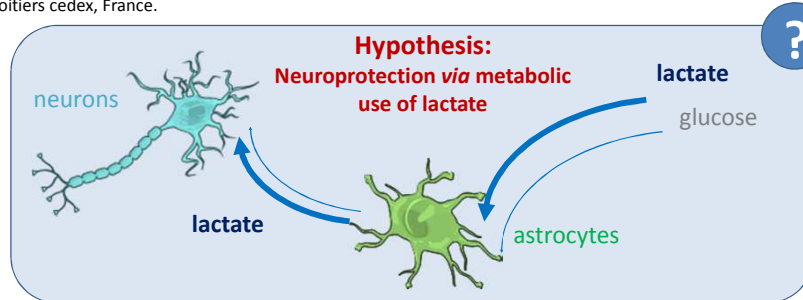 oitiers cedex, France.
?
Hypothesis:
Neuroprotection via metabolic
use of lactate
neurons
lactate
glucose
lactate
astrocytes